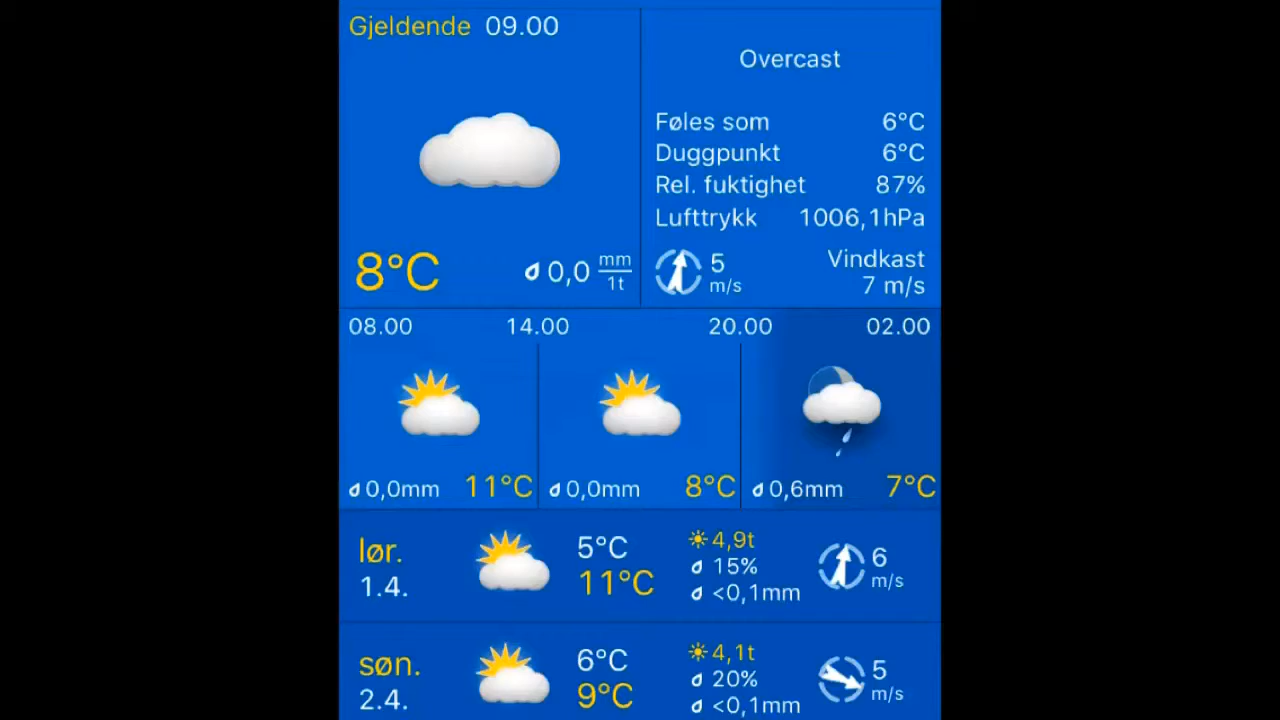 Gjeldende 09.00
Overcast
Føles som 6°C
Duggpunkt 6°C
Rel. fuktighet 87%
Lufttrykk 1006,1hPa
8°C 0,0 mm
1t
5
m/s
Vindkast
7 m/s
08.00 14.00 20.00 02.00
0,0mm 11°C 0,0mm 8°C 0,6mm 7°C
lør.
1.4.
5°C
11°C
4,9t
15%
<0,1mm
6
m/s
søn.
2.4.
6°C
9°C
4,1t
20%
<0,1mm
5
m/s